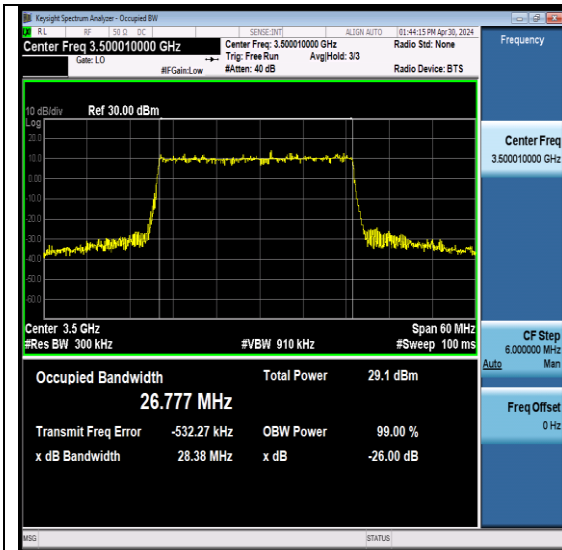 Keysight Spectrum Analyzer - Occupied BW
RL RF 50 Ω DC SENSE:INT ALIGN AUTO 01:44:15 PM Apr 30, 2024
Center Freq 3.500010000 GHz
Center Freq: 3.500010000 GHz
Radio Std: None
Gate: LO
Trig: Free Run Avg|Hold: 3/3
#IFGain:Low
#Atten: 40 dB
Radio Device: BTS
10 dB/div Ref 30.00 dBm
Log
20.0
10.0
0.00
-10.0
-20.0
-30.0
-40.0
-50.0
-60.0
Center 3.5 GHz Span 60 MHz
#Res BW 300 kHz #VBW 910 kHz #Sweep 100 ms
Occupied Bandwidth Total Power 29.1 dBm
26.777 MHz
Transmit Freq Error -532.27 kHz OBW Power 99.00 %
x dB Bandwidth 28.38 MHz x dB -26.00 dB
Frequency
Center Freq
3.500010000 GHz
CF Step
6.000000 MHz
Auto Man
Freq Offset
0 Hz
MSG STATUS